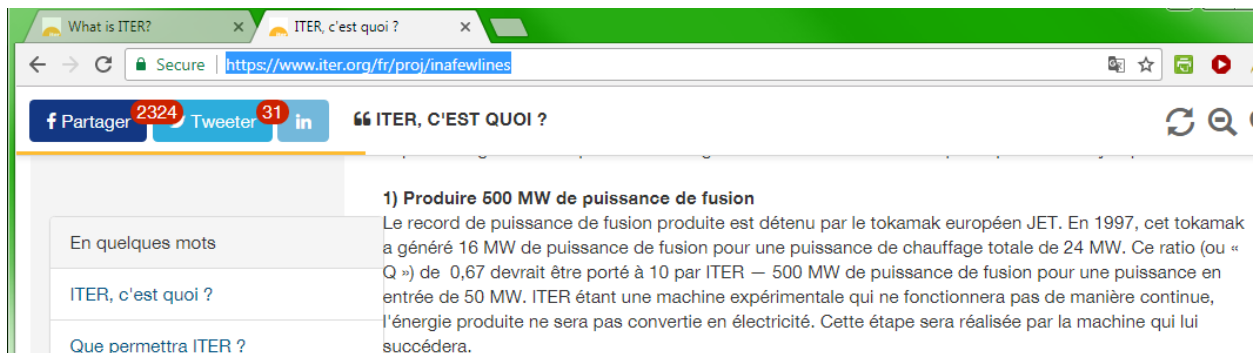 What is ITER?
ITER, c'est quoi ?
Secure
https://www.iter.org/fr/proj/inafewlines
Partager
2324
Tweeter
31
in
ITER, C'EST QUOI ?
En quelques mots
ITER, c'est quoi ?
Que permettra ITER ?
1) Produire 500 MW de puissance de fusion
Le record de puissance de fusion produite est détenu par le tokamak européen JET. En 1997, cet tokamak
a généré 16 MW de puissance de fusion pour une puissance de chauffage totale de 24 MW. Ce ratio (ou «
Q ») de 0,67 devrait être porté à 10 par ITER — 500 MW de puissance de fusion pour une puissance en
entrée de 50 MW. ITER étant une machine expérimentale qui ne fonctionnera pas de manière continue,
l'énergie produite ne sera pas convertie en électricité. Cette étape sera réalisée par la machine qui lui
succédera.